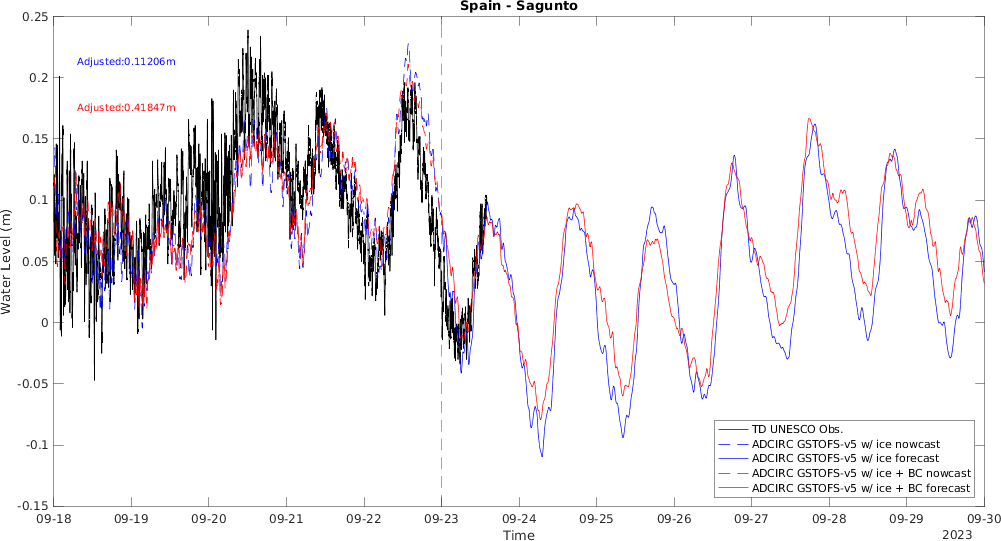 Spain - Sagunto
Adjusted:0.11206m
Adjusted:0.41847m
Water Level (m)
0.25
0.2
0.15
0.1
0.05
0
-0.05
-0.1
-0.15
TD UNESCO Obs.
ADCIRC GSTOFS-v5 w/ ice nowcast
ADCIRC GSTOFS-v5 w/ ice forecast
ADCIRC GSTOFS-v5 w/ ice + BC nowcast
ADCIRC GSTOFS-v5 w/ ice + BC forecast
09-18 09-19 09-20 09-21 09-22 09-23 09-24 09-25 09-26 09-27 09-28 09-29 09-30
Time
2023